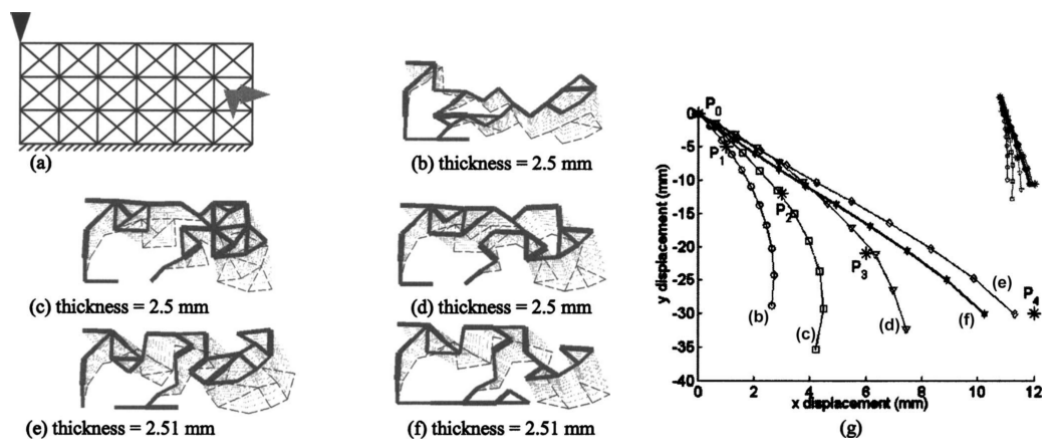 (a)
(b) thickness = 2.5 mm
(c) thickness = 2.5 mm
(d) thickness = 2.5 mm
(e) thickness = 2.51 mm
(f) thickness = 2.51 mm
y displacement (mm)
0
-5
-10
-15
-20
-25
-30
-35
-40
P0
P1
P2
P3
P4
(b)
(c)
(d)
(f)
(e)
0 2 4 6 8 10 12
x displacement (mm)
(g)